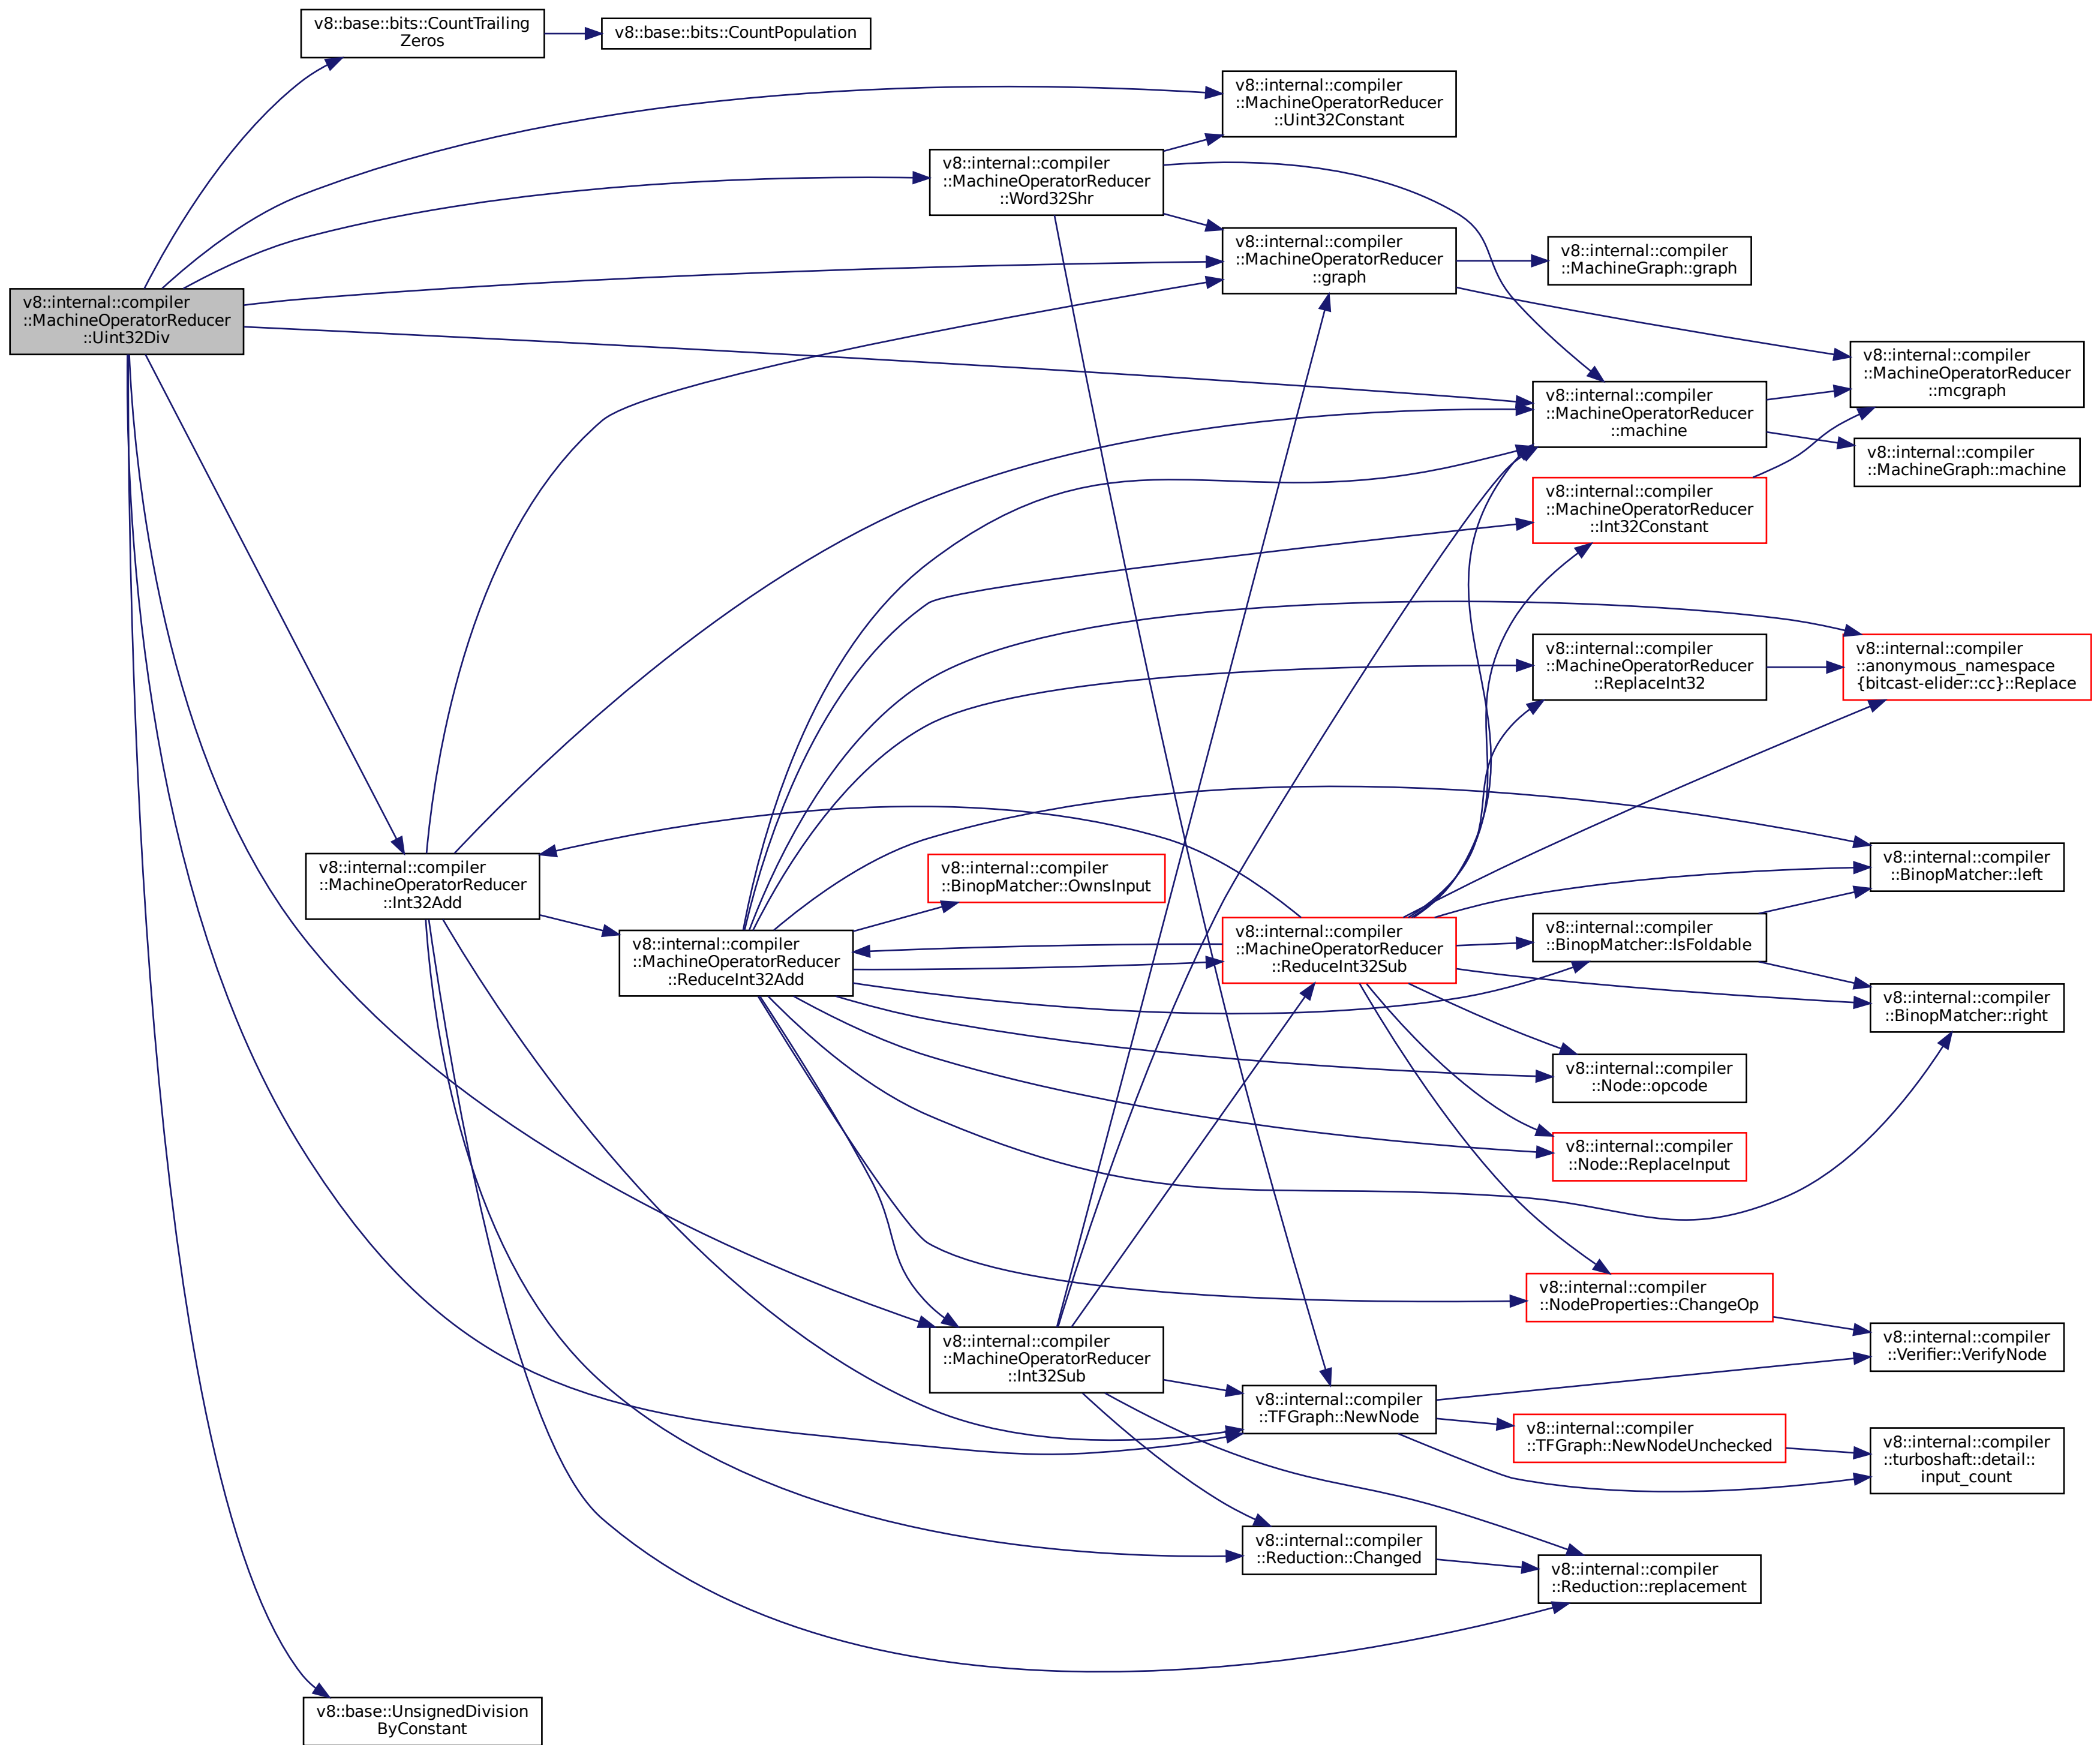 v8::base::bits::CountTrailing
Zeros
v8::base::bits::CountPopulation
v8::internal::compiler
::MachineOperatorReducer
::Uint32Constant
v8::internal::compiler
::MachineOperatorReducer
::Word32Shr
v8::internal::compiler
::MachineOperatorReducer
::graph
v8::internal::compiler
::MachineGraph::graph
v8::internal::compiler
::MachineOperatorReducer
::Uint32Div
v8::internal::compiler
::MachineOperatorReducer
::mcgraph
v8::internal::compiler
::MachineOperatorReducer
::machine
v8::internal::compiler
::MachineGraph::machine
v8::internal::compiler
::MachineOperatorReducer
::Int32Constant
v8::internal::compiler
::MachineOperatorReducer
::ReplaceInt32
v8::internal::compiler
::anonymous_namespace
{bitcast-elider::cc}::Replace
v8::internal::compiler
::MachineOperatorReducer
::Int32Add
v8::internal::compiler
::BinopMatcher::OwnsInput
v8::internal::compiler
::BinopMatcher::left
v8::internal::compiler
::MachineOperatorReducer
::ReduceInt32Add
v8::internal::compiler
::MachineOperatorReducer
::ReduceInt32Sub
v8::internal::compiler
::BinopMatcher::IsFoldable
v8::internal::compiler
::BinopMatcher::right
v8::internal::compiler
::Node::opcode
v8::internal::compiler
::Node::ReplaceInput
v8::internal::compiler
::NodeProperties::ChangeOp
v8::internal::compiler
::Verifier::VerifyNode
v8::internal::compiler
::MachineOperatorReducer
::Int32Sub
v8::internal::compiler
::TFGraph::NewNode
v8::internal::compiler
::TFGraph::NewNodeUnchecked
v8::internal::compiler
::turboshaft::detail::
input_count
v8::internal::compiler
::Reduction::Changed
v8::internal::compiler
::Reduction::replacement
v8::base::UnsignedDivision
ByConstant